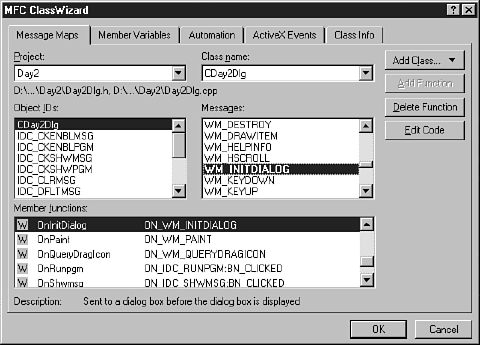 MFC ClassWizard
Message Maps Member Variables Automation ActiveX Events Class Info
Project: Class name:
Day2 CDay2Dlg
Add Class...
D:\...\Day2\Day2Dlg.h, D:\...\Day2\Day2Dlg.cpp
Add Function
Object IDs: Messages:
Delete Function
CDay2Dlg WM_DESTROY
IDC_CKENBLMSG WM_DRAWITEM
Edit Code
IDC_CKENBLPGM WM_HELPINFO
IDC_CKSHWMSG WM_HSCROLL
IDC_CKSHWPGM WM_INITDIALOG
IDC_CLRMSG WM_KEYDOWN
IDC_DFLTMSG WM_KEYUP
Member functions:
W OnInitDialog ON_WM_INITDIALOG
W OnPaint ON_WM_PAINT
W OnQueryDragIcon ON_WM_QUERYDRAGICON
W OnRunpgm ON_IDC_RUNPGM:BN_CLICKED
W OnShwmsg ON_IDC_SHWMSG:BN_CLICKED
Description: Sent to a dialog box before the dialog box is displayed
OK Cancel